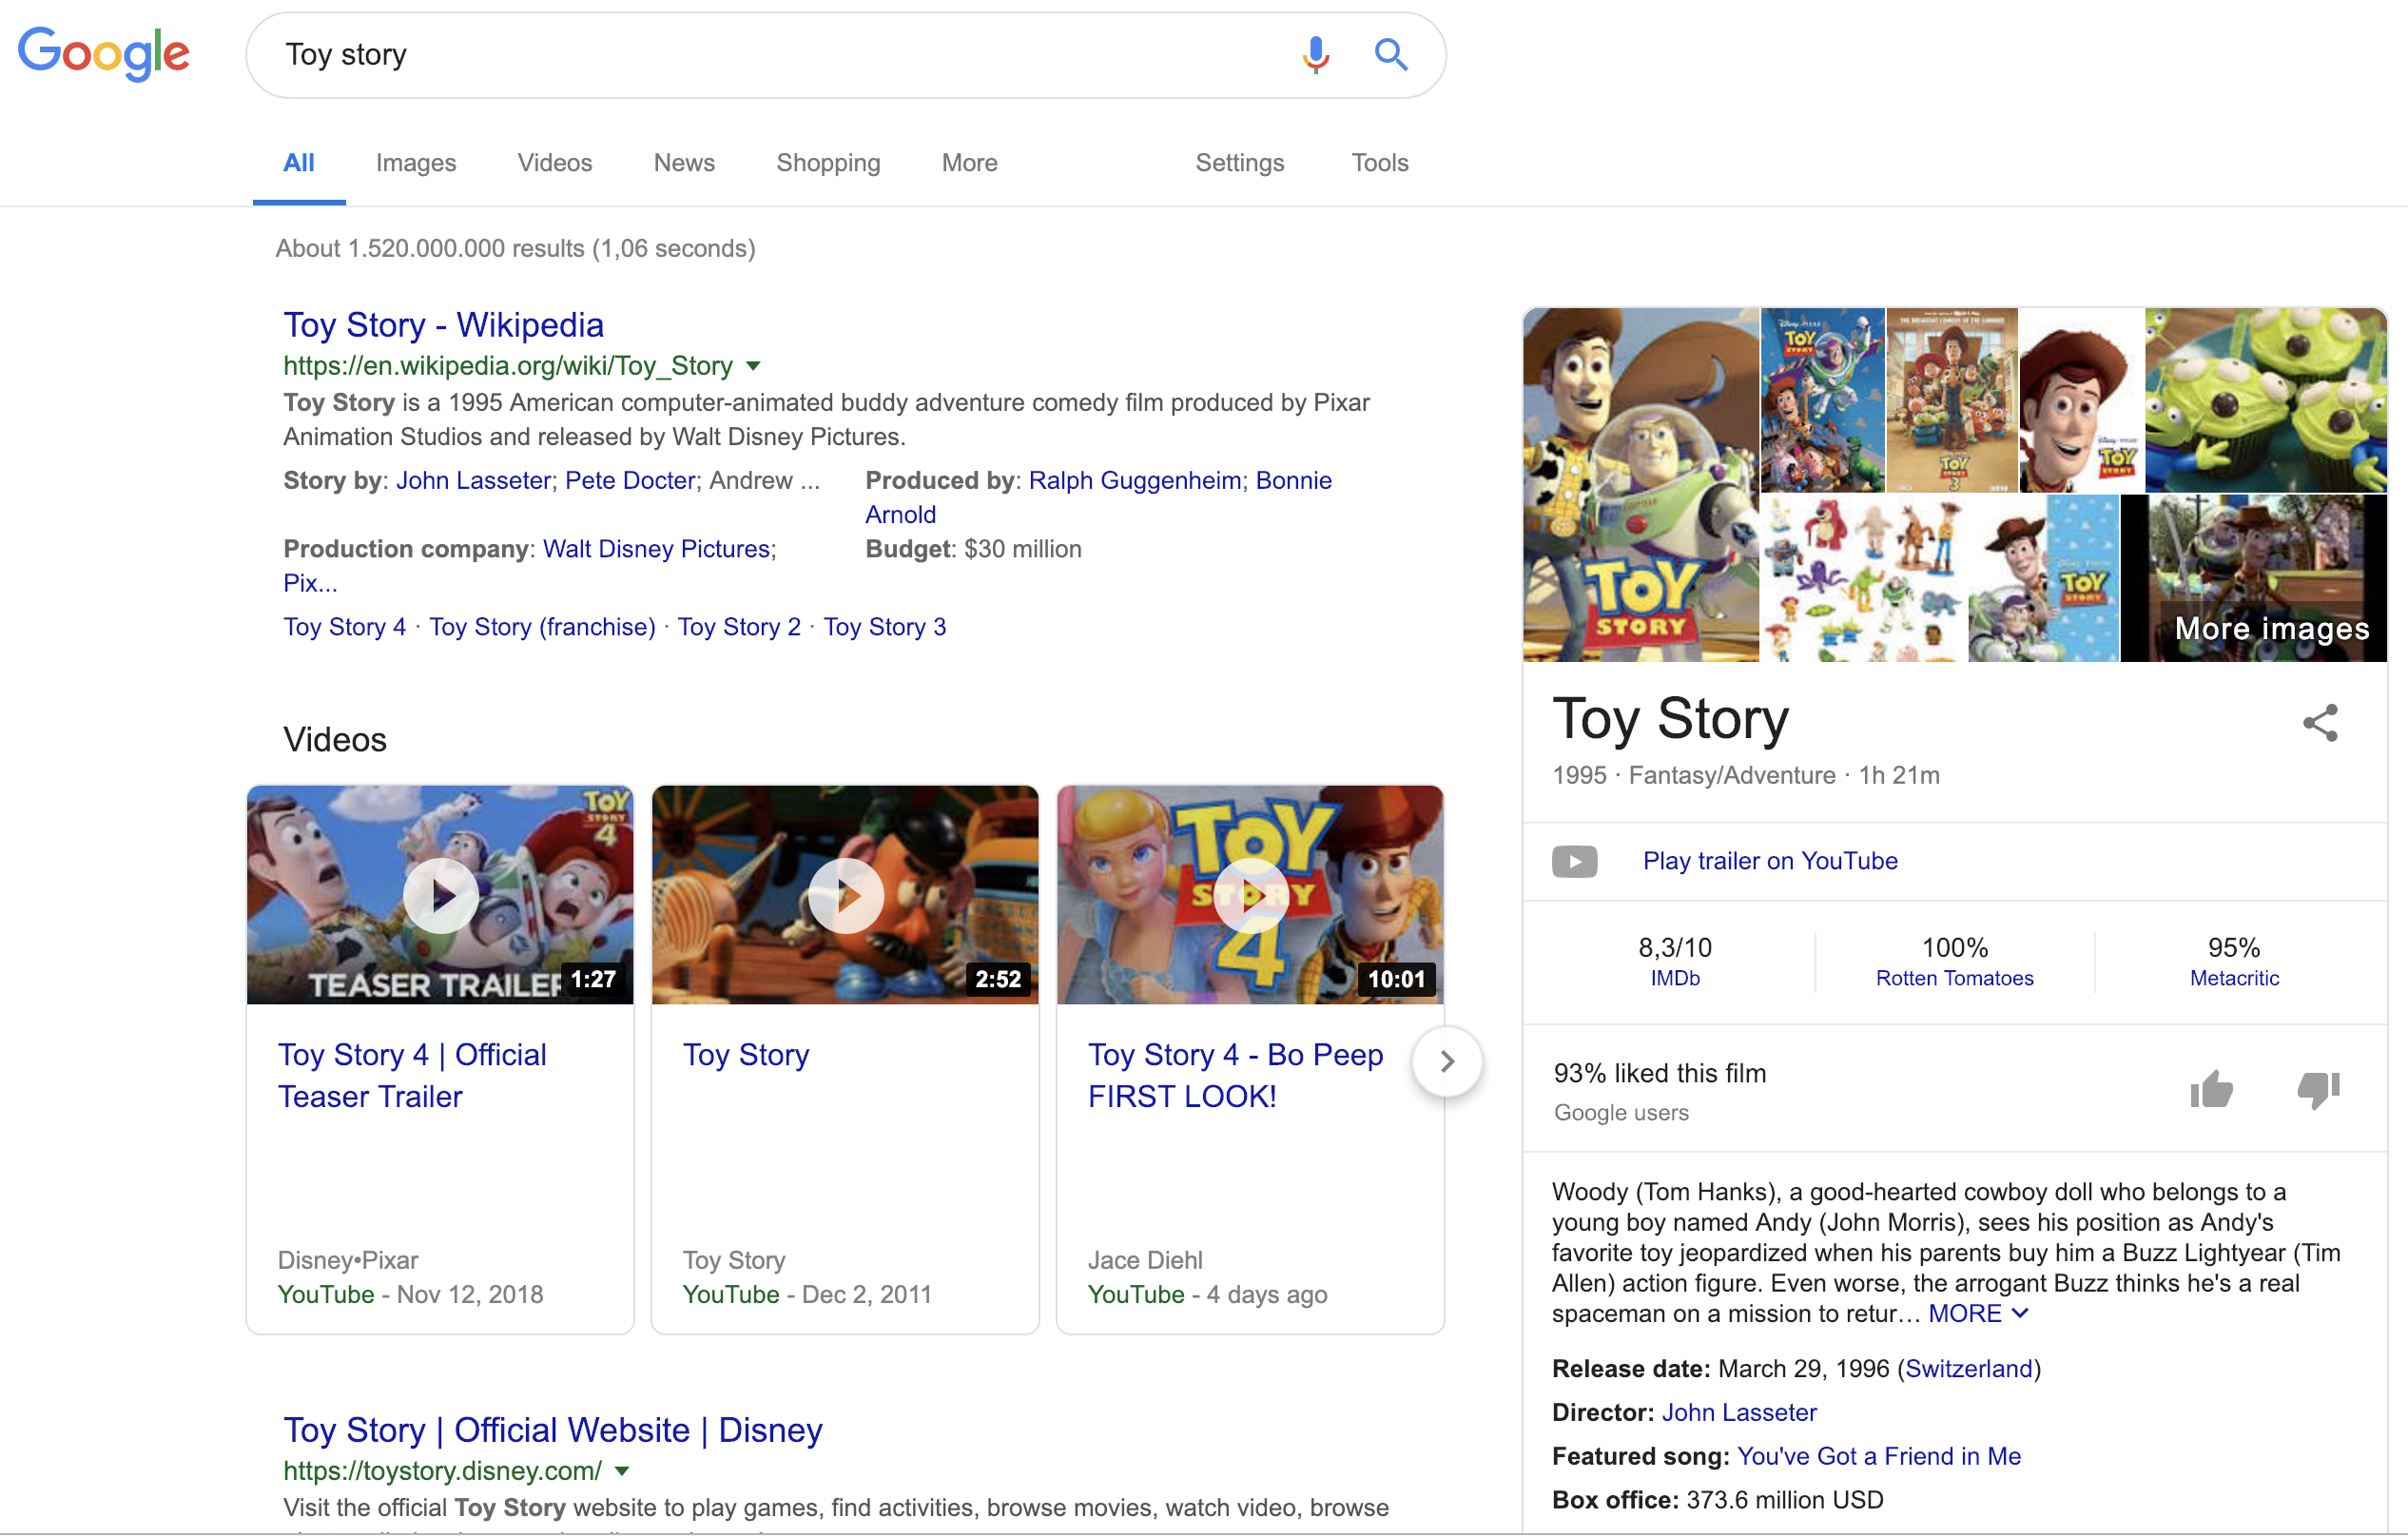 Google
Toy story
All Images Videos News Shopping More Settings Tools
About 1.520.000.000 results (1,06 seconds)
Toy Story - Wikipedia
https://en.wikipedia.org/wiki/Toy_Story
Toy Story is a 1995 American computer-animated buddy adventure comedy film produced by Pixar
Animation Studios and released by Walt Disney Pictures.
Story by: John Lasseter; Pete Docter; Andrew ...
Produced by: Ralph Guggenheim; Bonnie
Arnold
Production company: Walt Disney Pictures;
Pix...
Budget: $30 million
Toy Story 4 · Toy Story (franchise) · Toy Story 2 · Toy Story 3
Videos
TOY
STORY
4
TEASER TRAILER
1:27
Toy Story 4 | Official
Teaser Trailer
Disney•Pixar
YouTube - Nov 12, 2018
2:52
Toy Story
Toy Story
YouTube - Dec 2, 2011
TOY
STORY
4
10:01
Toy Story 4 - Bo Peep
FIRST LOOK!
Jace Diehl
YouTube - 4 days ago
Toy Story | Official Website | Disney
https://toystory.disney.com/
Visit the official Toy Story website to play games, find activities, browse movies, watch video, browse
TOY
STORY
TOY
STORY
TOY
STORY
3
TOY
STORY
TOY
STORY
More images
Toy Story
1995 · Fantasy/Adventure · 1h 21m
Play trailer on YouTube
8,3/10
IMDb
100%
Rotten Tomatoes
95%
Metacritic
93% liked this film
Google users
Woody (Tom Hanks), a good-hearted cowboy doll who belongs to a
young boy named Andy (John Morris), sees his position as Andy's
favorite toy jeopardized when his parents buy him a Buzz Lightyear (Tim
Allen) action figure. Even worse, the arrogant Buzz thinks he's a real
spaceman on a mission to retur… MORE
Release date: March 29, 1996 (Switzerland)
Director: John Lasseter
Featured song: You've Got a Friend in Me
Box office: 373.6 million USD